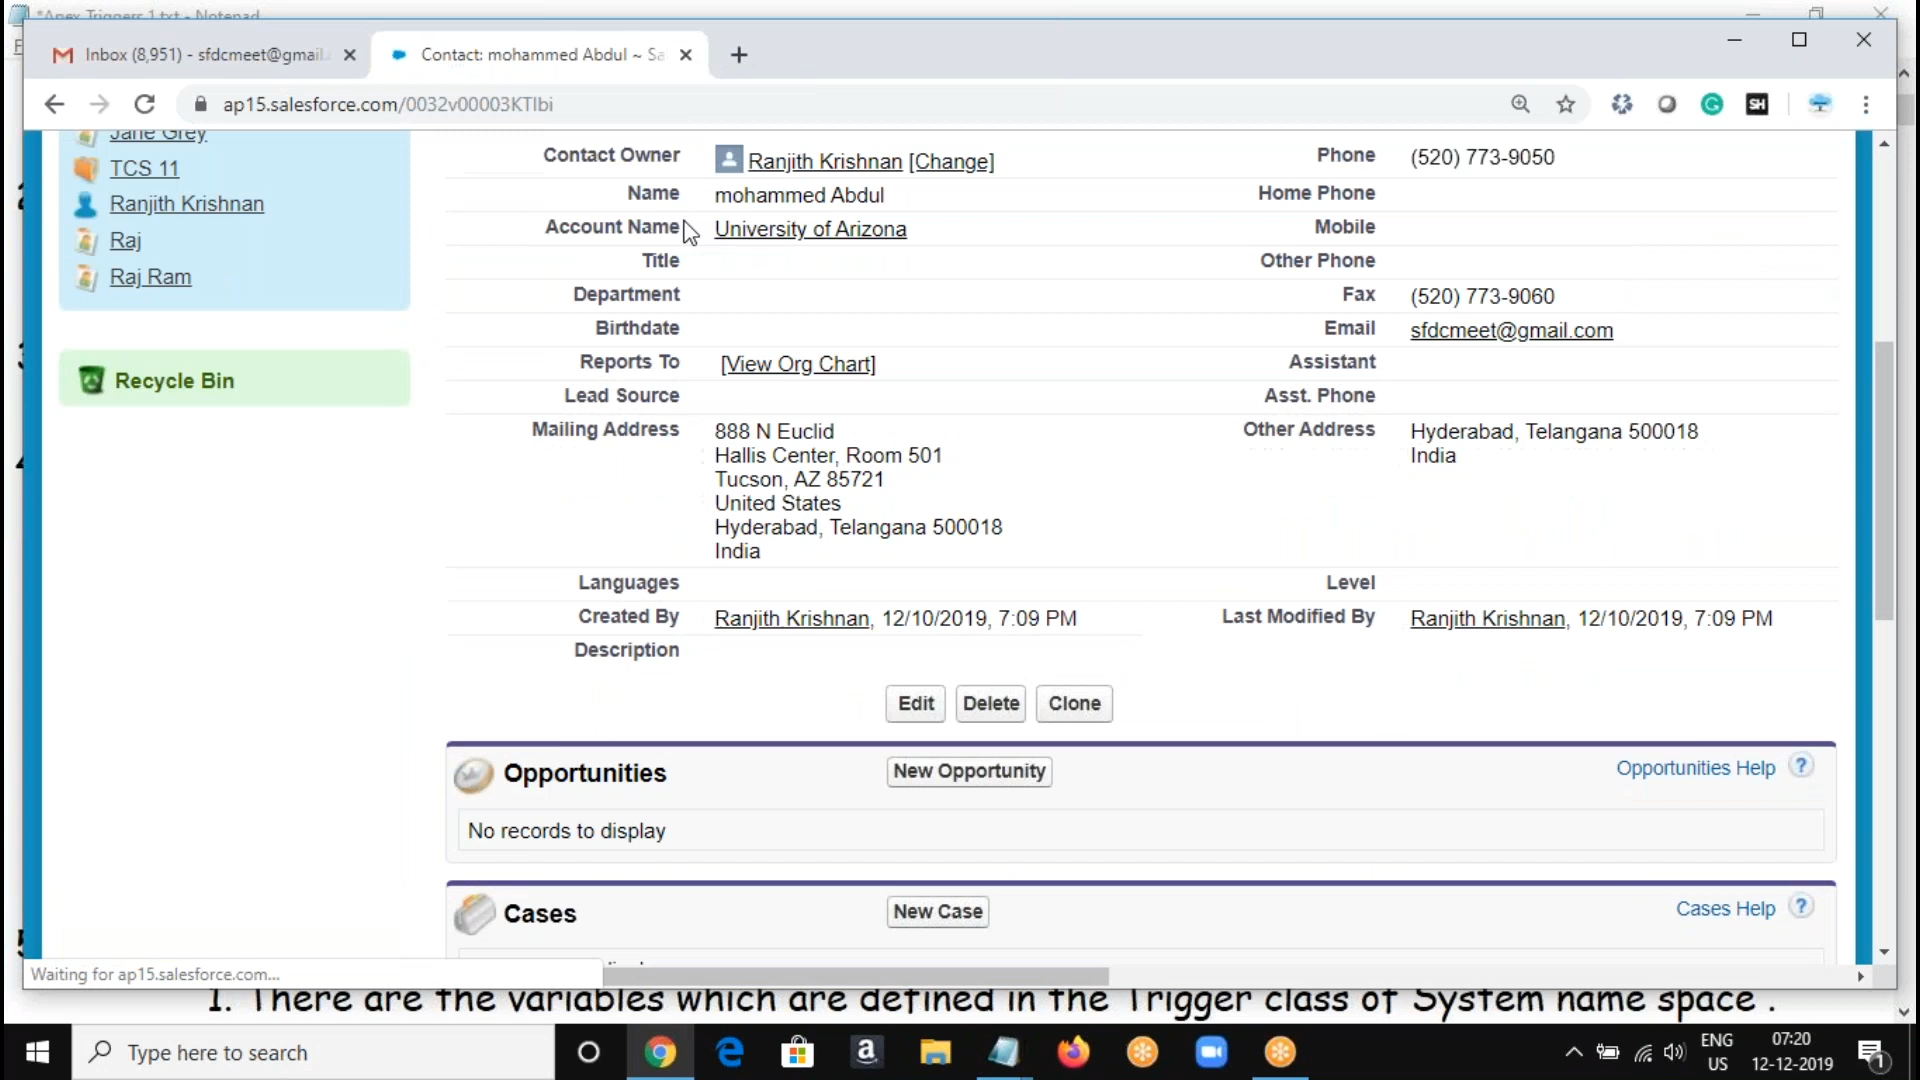 *Apex Triggers 1.txt - Notepad
Inbox (8,951) - sfdcmeet@gmail.
Contact: mohammed Abdul ~ Sa
ap15.salesforce.com/0032v00003KTIbi
SH
Jane Grey
TCS 11
Ranjith Krishnan
Raj
Raj Ram
Recycle Bin
Contact Owner Ranjith Krishnan [Change] Phone (520) 773-9050
Name mohammed Abdul Home Phone
Account Name University of Arizona Mobile
Title Other Phone
Department Fax (520) 773-9060
Birthdate Email sfdcmeet@gmail.com
Reports To [View Org Chart] Assistant
Lead Source Asst. Phone
Mailing Address 888 N Euclid Other Address Hyderabad, Telangana 500018
Hallis Center, Room 501 India
Tucson, AZ 85721
United States
Hyderabad, Telangana 500018
India
Languages Level
Created By Ranjith Krishnan, 12/10/2019, 7:09 PM Last Modified By Ranjith Krishnan, 12/10/2019, 7:09 PM
Description
Edit Delete Clone
Opportunities New Opportunity Opportunities Help ?
No records to display
Cases New Case Cases Help ?
Waiting for ap15.salesforce.com...
1. There are the variables which are defined in the Trigger class of System name space .
Type here to search
ENG
US
07:20
12-12-2019
1